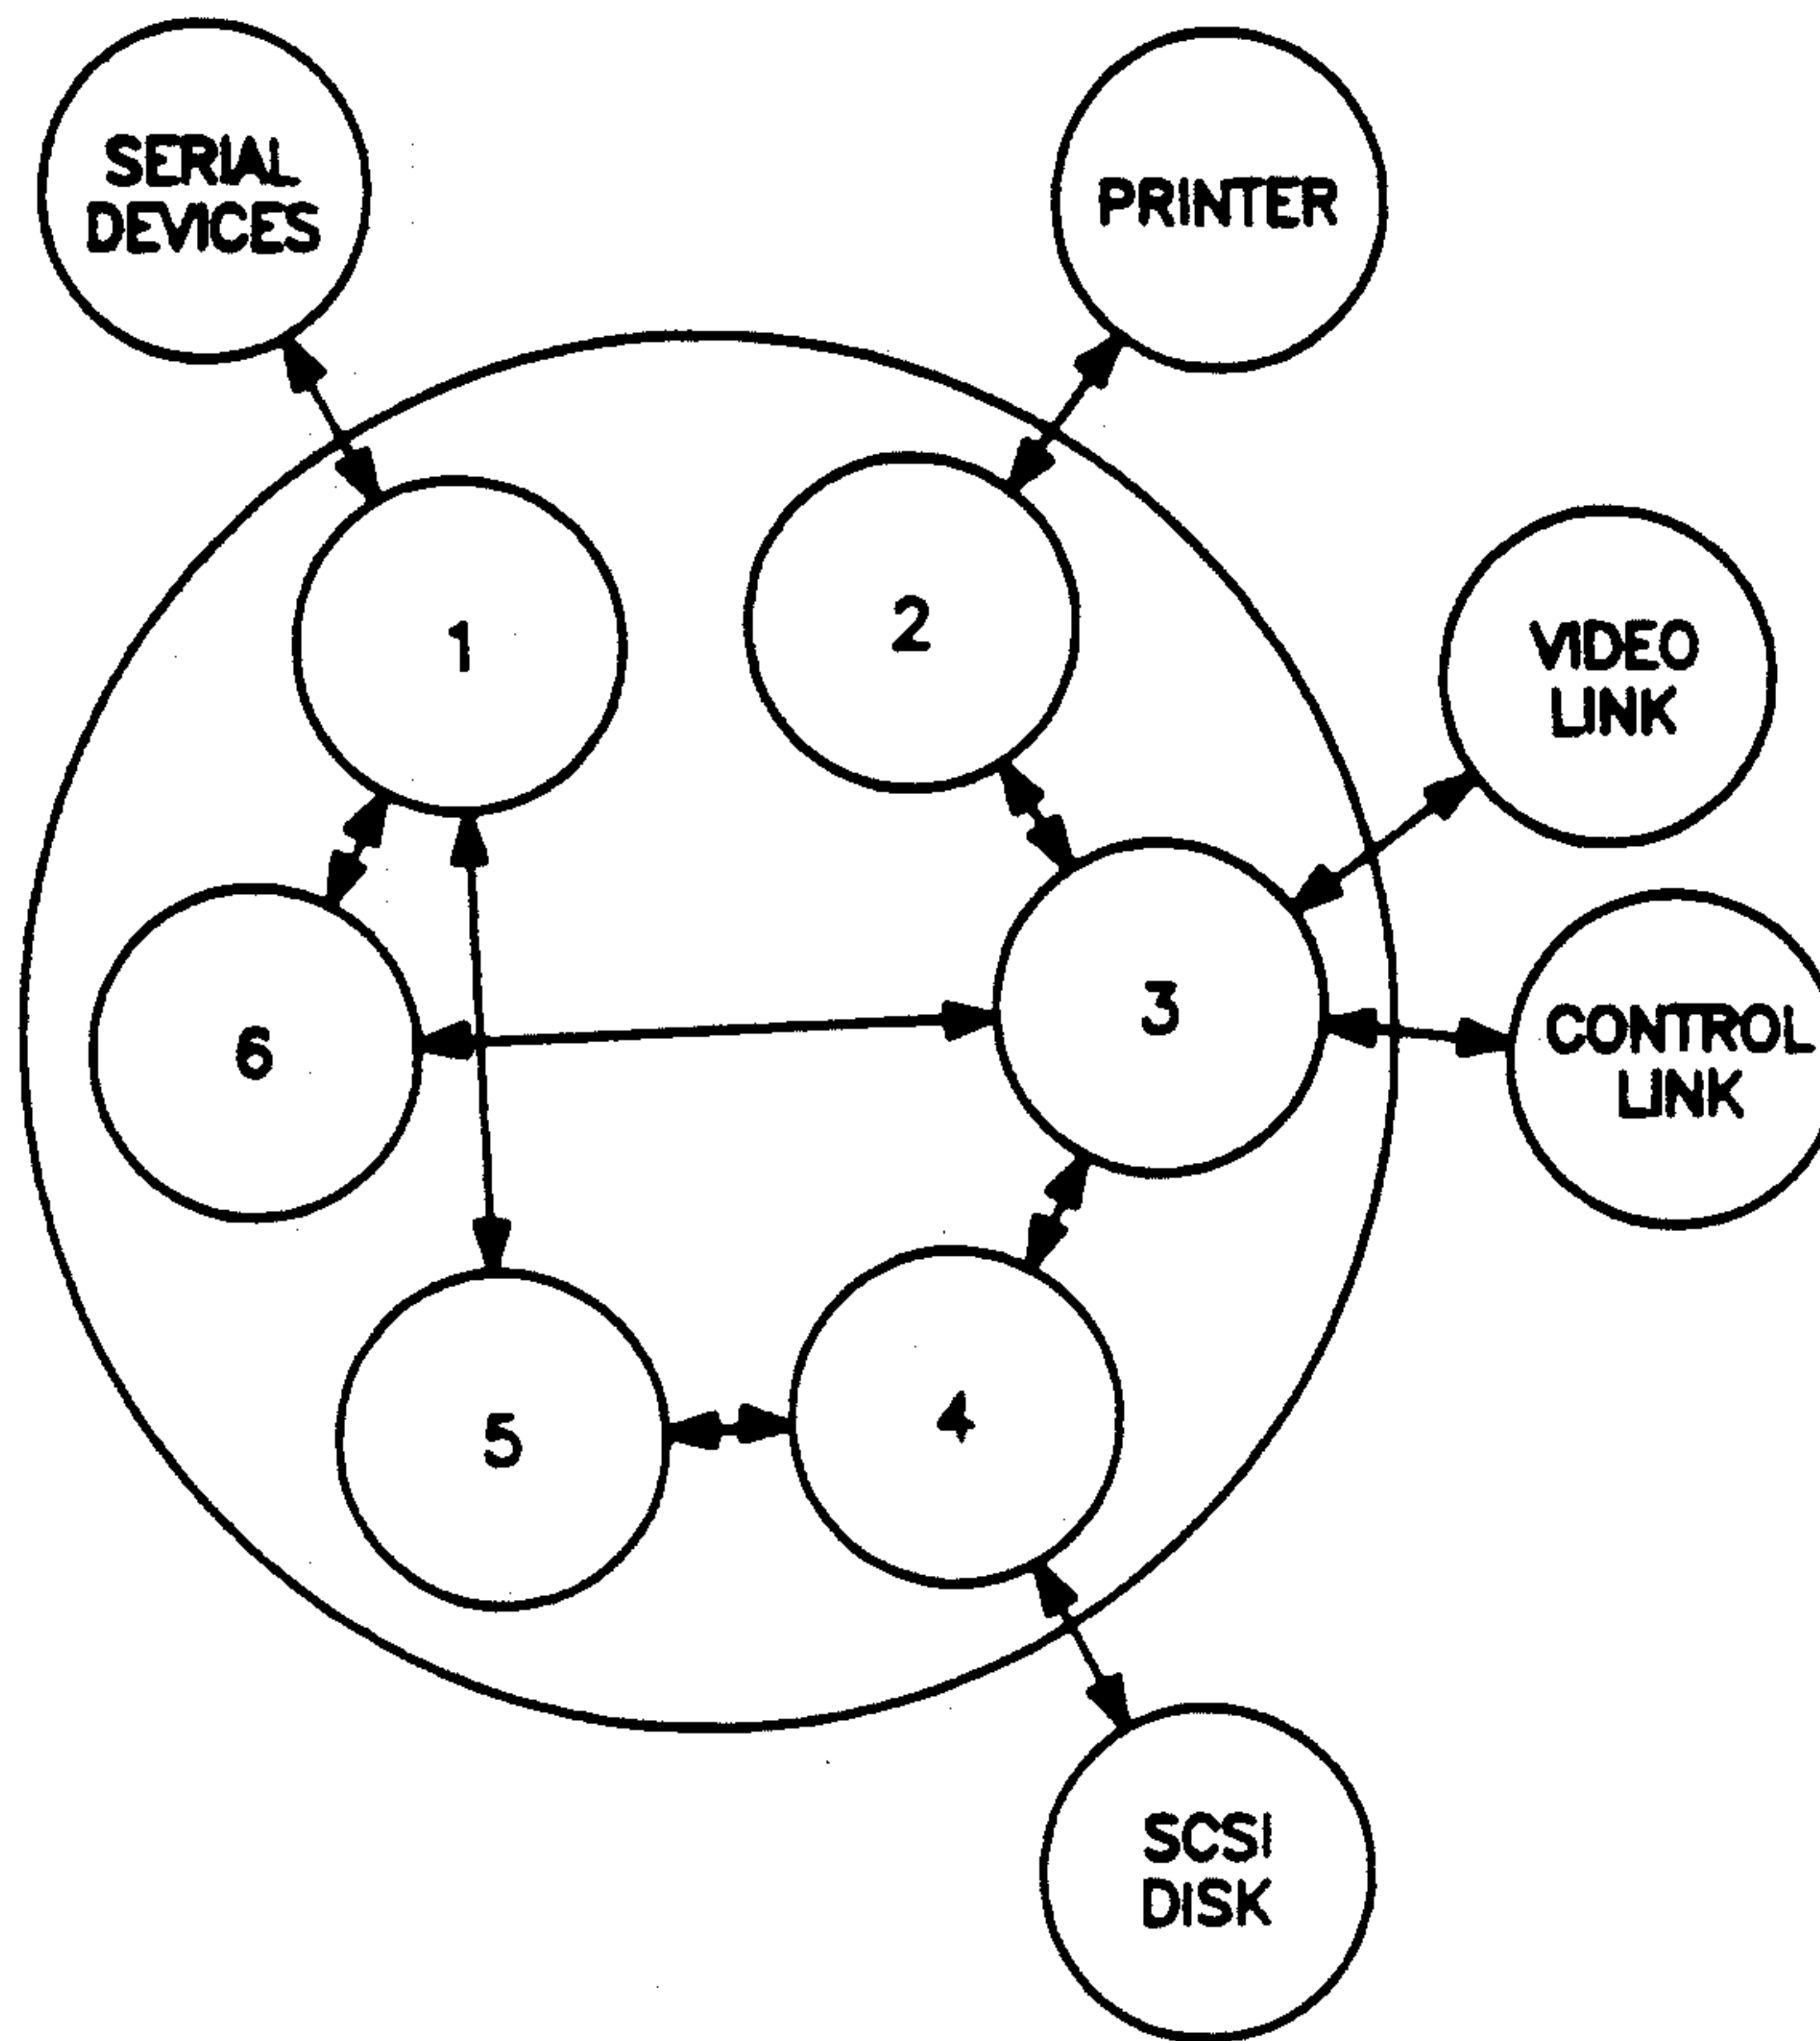 SERIAL
DEVICES
PRINTER
1
2
VIDEO
LINK
3
CONTROL
LINK
6
5
4
SCSI
DISK